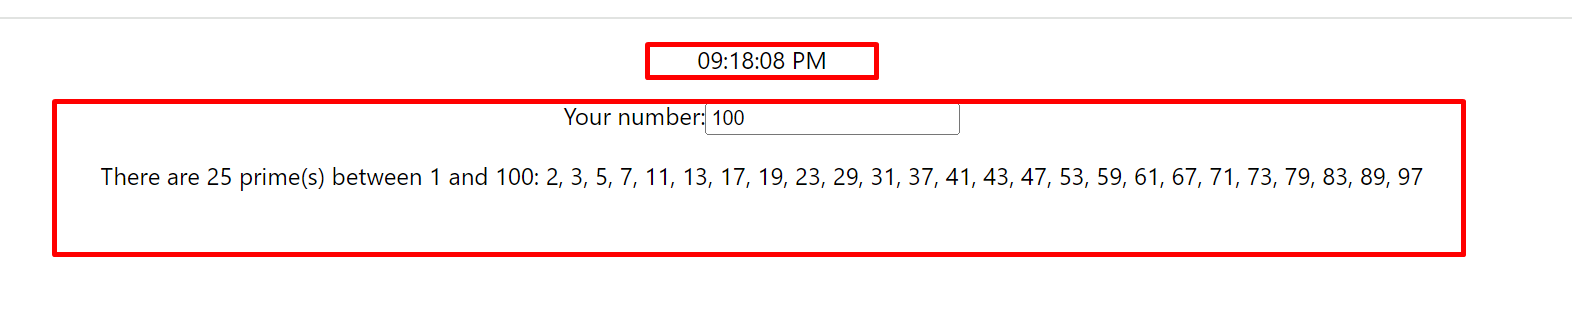 09:18:08 PM
Your number: 100
There are 25 prime(s) between 1 and 100: 2, 3, 5, 7, 11, 13, 17, 19, 23, 29, 31, 37, 41, 43, 47, 53, 59, 61, 67, 71, 73, 79, 83, 89, 97